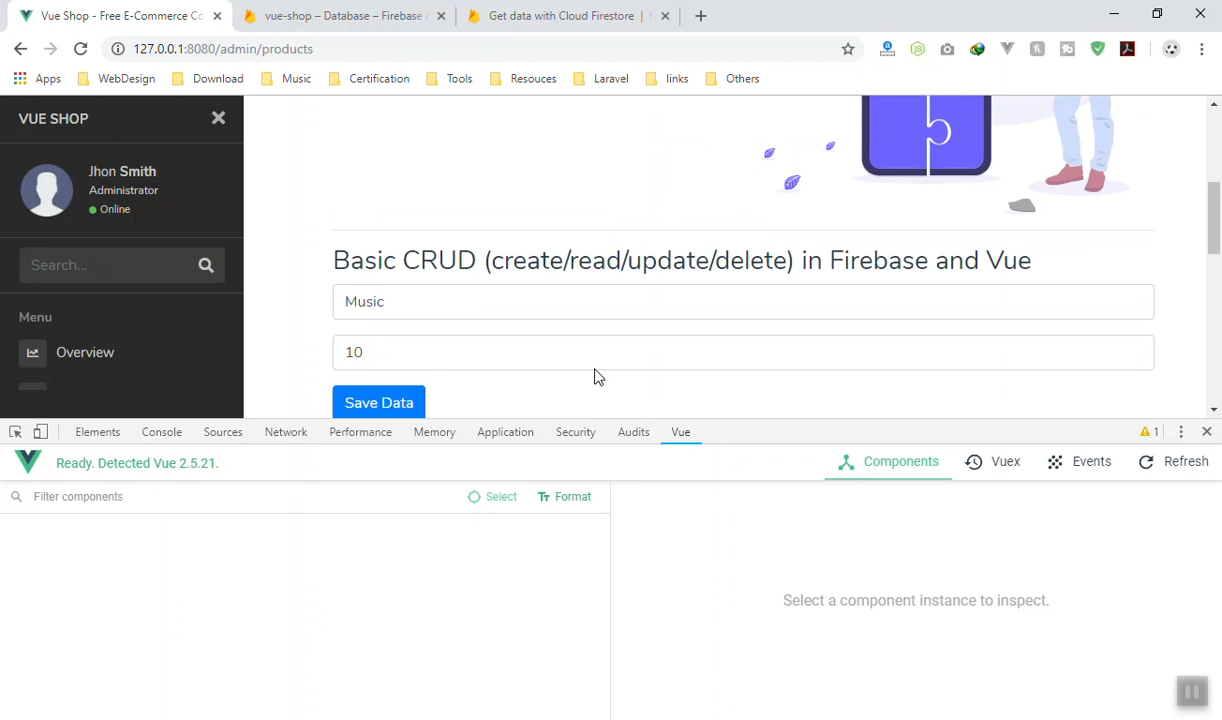 Vue Shop - Free E-Commerce Co
vue-shop – Database – Firebase
Get data with Cloud Firestore |
127.0.0.1:8080/admin/products
Apps WebDesign Download Music Certification Tools Resouces Laravel links Others
VUE SHOP
Jhon Smith
Administrator
Online
Search...
Menu
Overview
Basic CRUD (create/read/update/delete) in Firebase and Vue
Music
10
Save Data
Elements Console Sources Network Performance Memory Application Security Audits Vue 1
Ready. Detected Vue 2.5.21. Components Vuex Events Refresh
Filter components Select Format
Select a component instance to inspect.